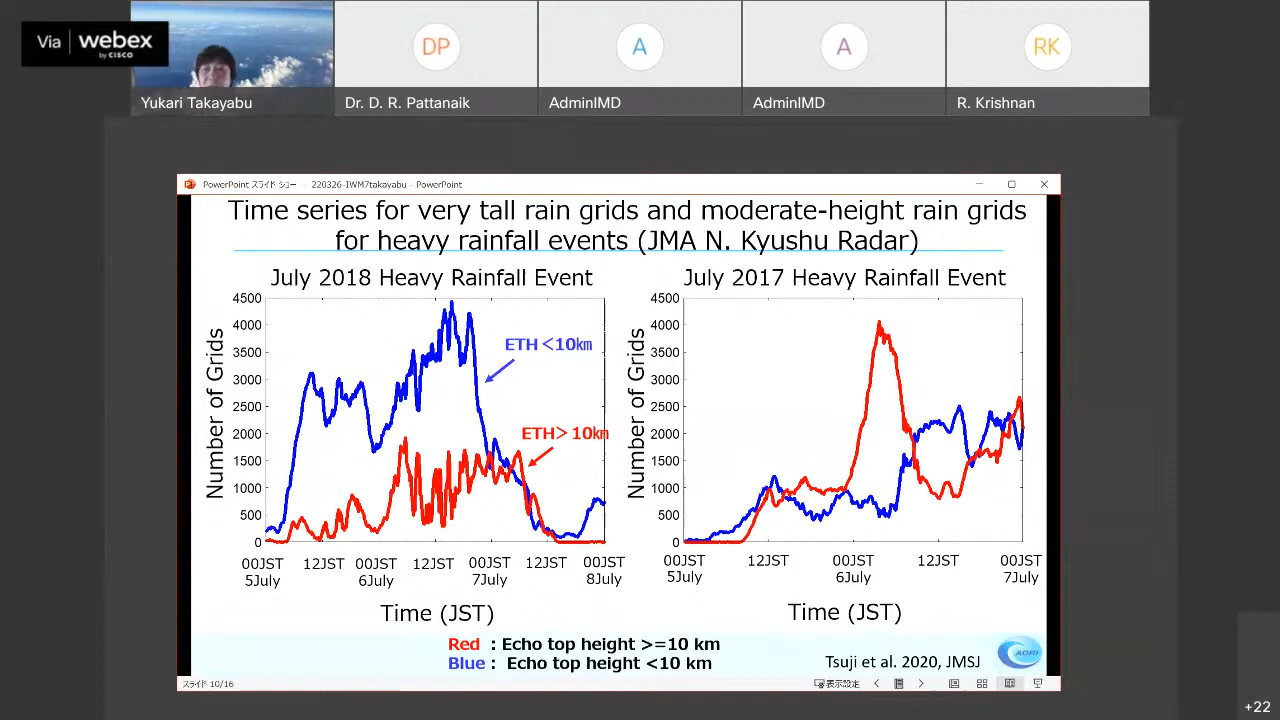 Via webex
by CISCO
DP
A
A
RK
Yukari Takayabu
Dr. D. R. Pattanaik
AdminIMD
AdminIMD
R. Krishnan
PowerPoint スライド ショー - 220326-IWM7takayabu - PowerPoint
Time series for very tall rain grids and moderate-height rain grids
for heavy rainfall events (JMA N. Kyushu Radar)
July 2018 Heavy Rainfall Event
Number of Grids
4500
4000
3500
3000
2500
2000
1500
1000
500
0
ETH <10㎞
ETH> 10㎞
00JST 12JST 00JST 12JST 00JST 12JST 00JST
5July 6July 7July 8July
Time (JST)
July 2017 Heavy Rainfall Event
Number of Grids
4500
4000
3500
3000
2500
2000
1500
1000
500
0
00JST 12JST 00JST 12JST 00JST
5July 6July 7July
Time (JST)
Red : Echo top height >=10 km
Blue : Echo top height <10 km
Tsuji et al. 2020, JMSJ
AORI
スライド 10/16
表示設定
+22